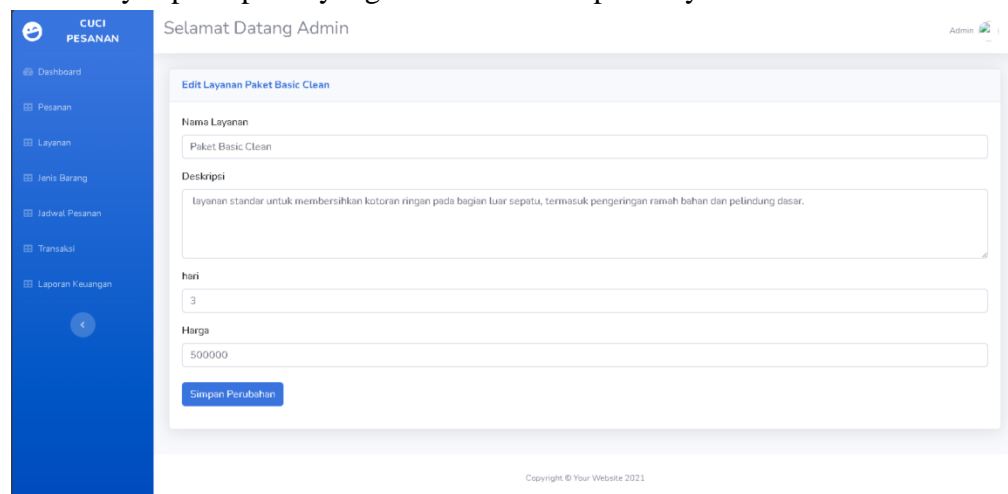 CUCI
PESANAN
Selamat Datang Admin
Admin
Dashboard
Pesanan
Layanan
Jenis Barang
Jadwal Pesanan
Transaksi
Laporan Keuangan
Edit Layanan Paket Basic Clean
Nama Layanan
Paket Basic Clean
Deskripsi
layanan standar untuk membersihkan kotoran ringan pada bagian luar sepatu, termasuk pengeringan ramah bahan dan pelindung dasar.
hari
3
Harga
500000
Simpan Perubahan
Copyright © Your Website 2021